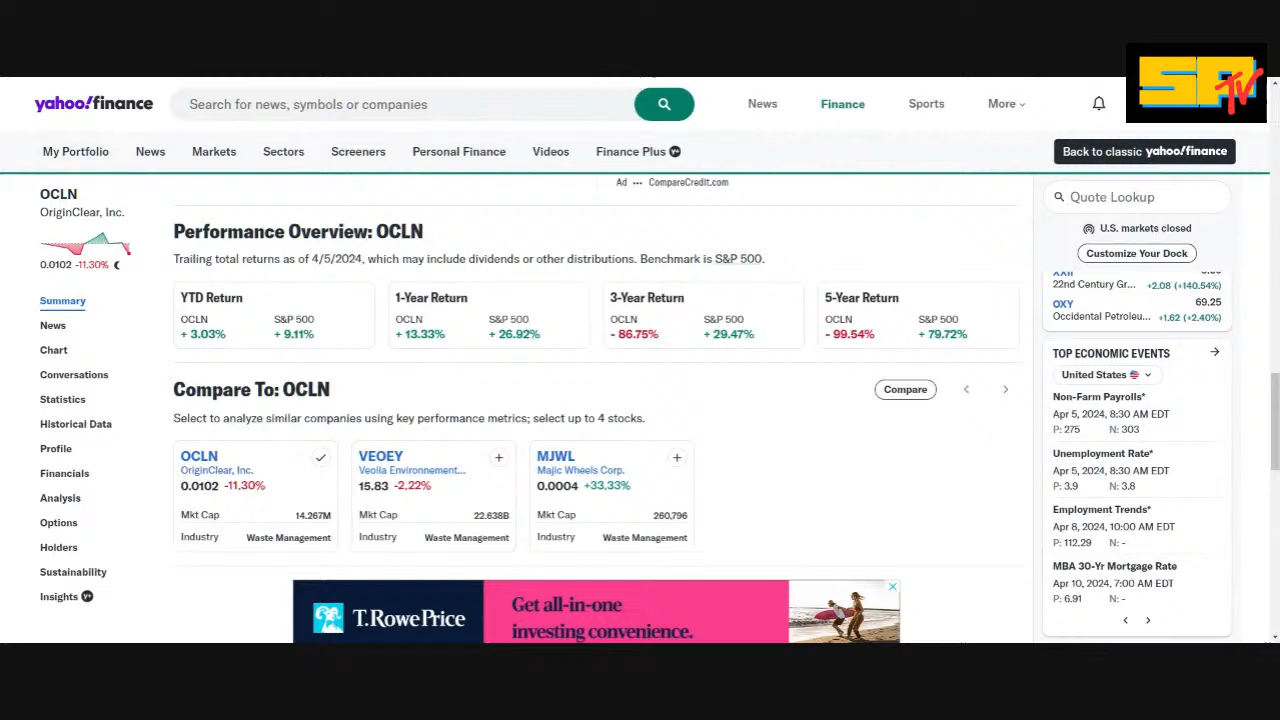 SP TV
yahoo!finance
Search for news, symbols or companies
News
Finance
Sports
More
My Portfolio
News
Markets
Sectors
Screeners
Personal Finance
Videos
Finance Plus
Back to classic yahoo!finance
OCLN
OriginClear, Inc.
0.0102 -11.30%
Summary
News
Chart
Conversations
Statistics
Historical Data
Profile
Financials
Analysis
Options
Holders
Sustainability
Insights
Ad ••• CompareCredit.com
Performance Overview: OCLN
Trailing total returns as of 4/5/2024, which may include dividends or other distributions. Benchmark is S&P 500.
YTD Return
OCLN S&P 500
+ 3.03% + 9.11%
1-Year Return
OCLN S&P 500
+ 13.33% + 26.92%
3-Year Return
OCLN S&P 500
- 86.75% + 29.47%
5-Year Return
OCLN S&P 500
- 99.54% + 79.72%
Compare To: OCLN
Compare
Select to analyze similar companies using key performance metrics; select up to 4 stocks.
OCLN
OriginClear, Inc.
0.0102 -11.30%
Mkt Cap 14.267M
Industry Waste Management
VEOEY
Veolia Environnement...
15.83 -2.22%
Mkt Cap 22.638B
Industry Waste Management
MJWL
Majic Wheels Corp.
0.0004 +33.33%
Mkt Cap 260,796
Industry Waste Management
T.RowePrice
Get all-in-one
investing convenience.
Quote Lookup
U.S. markets closed
Customize Your Dock
22nd Century Gr... +2.08 (+140.54%)
OXY 69.25
Occidental Petroleu... +1.62 (+2.40%)
TOP ECONOMIC EVENTS
United States
Non-Farm Payrolls*
Apr 5, 2024, 8:30 AM EDT
P: 275 N: 303
Unemployment Rate*
Apr 5, 2024, 8:30 AM EDT
P: 3.9 N: 3.8
Employment Trends*
Apr 8, 2024, 10:00 AM EDT
P: 112.29 N: -
MBA 30-Yr Mortgage Rate
Apr 10, 2024, 7:00 AM EDT
P: 6.91 N: -